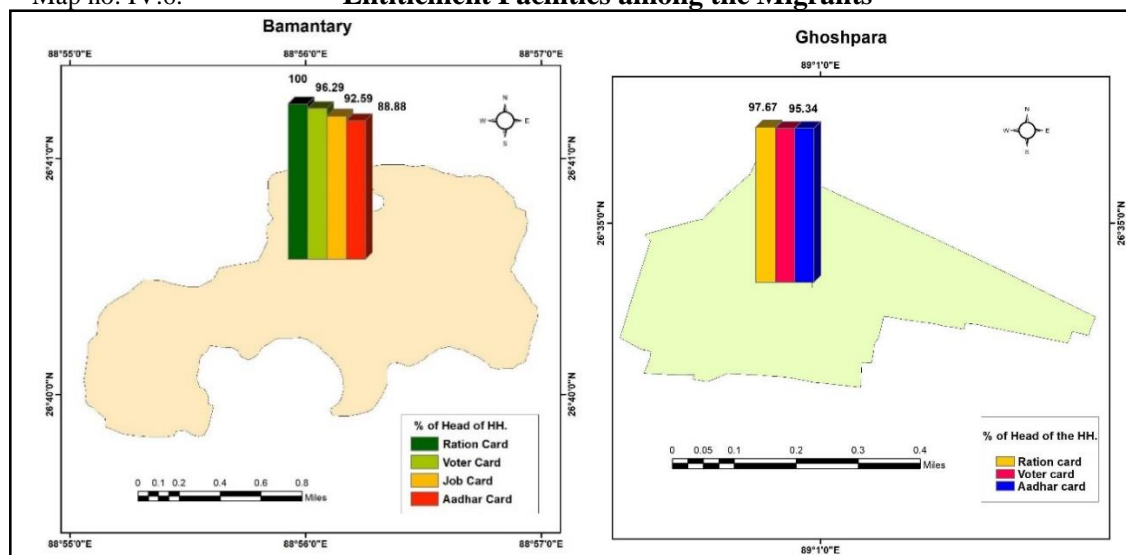 Map no. IV.6. Entitlement Facilities among the Migrants
Bamantary
88°55'0"E 88°56'0"E 88°57'0"E
100
96.29
92.59
88.88
N
W E
S
26°41'0"N 26°41'0"N
26°40'0"N 26°40'0"N
% of Head of HH.
Ration Card
Voter Card
Job Card
Aadhar Card
0 0.1 0.2 0.4 0.6 0.8
Miles
88°55'0"E 88°56'0"E 88°57'0"E
Ghoshpara
89°1'0"E
97.67 95.34
N
W E
S
26°35'0"N 26°35'0"N
% of Head of the HH.
Ration card
Voter card
Aadhar card
0 0.05 0.1 0.2 0.3 0.4
Miles
89°1'0"E